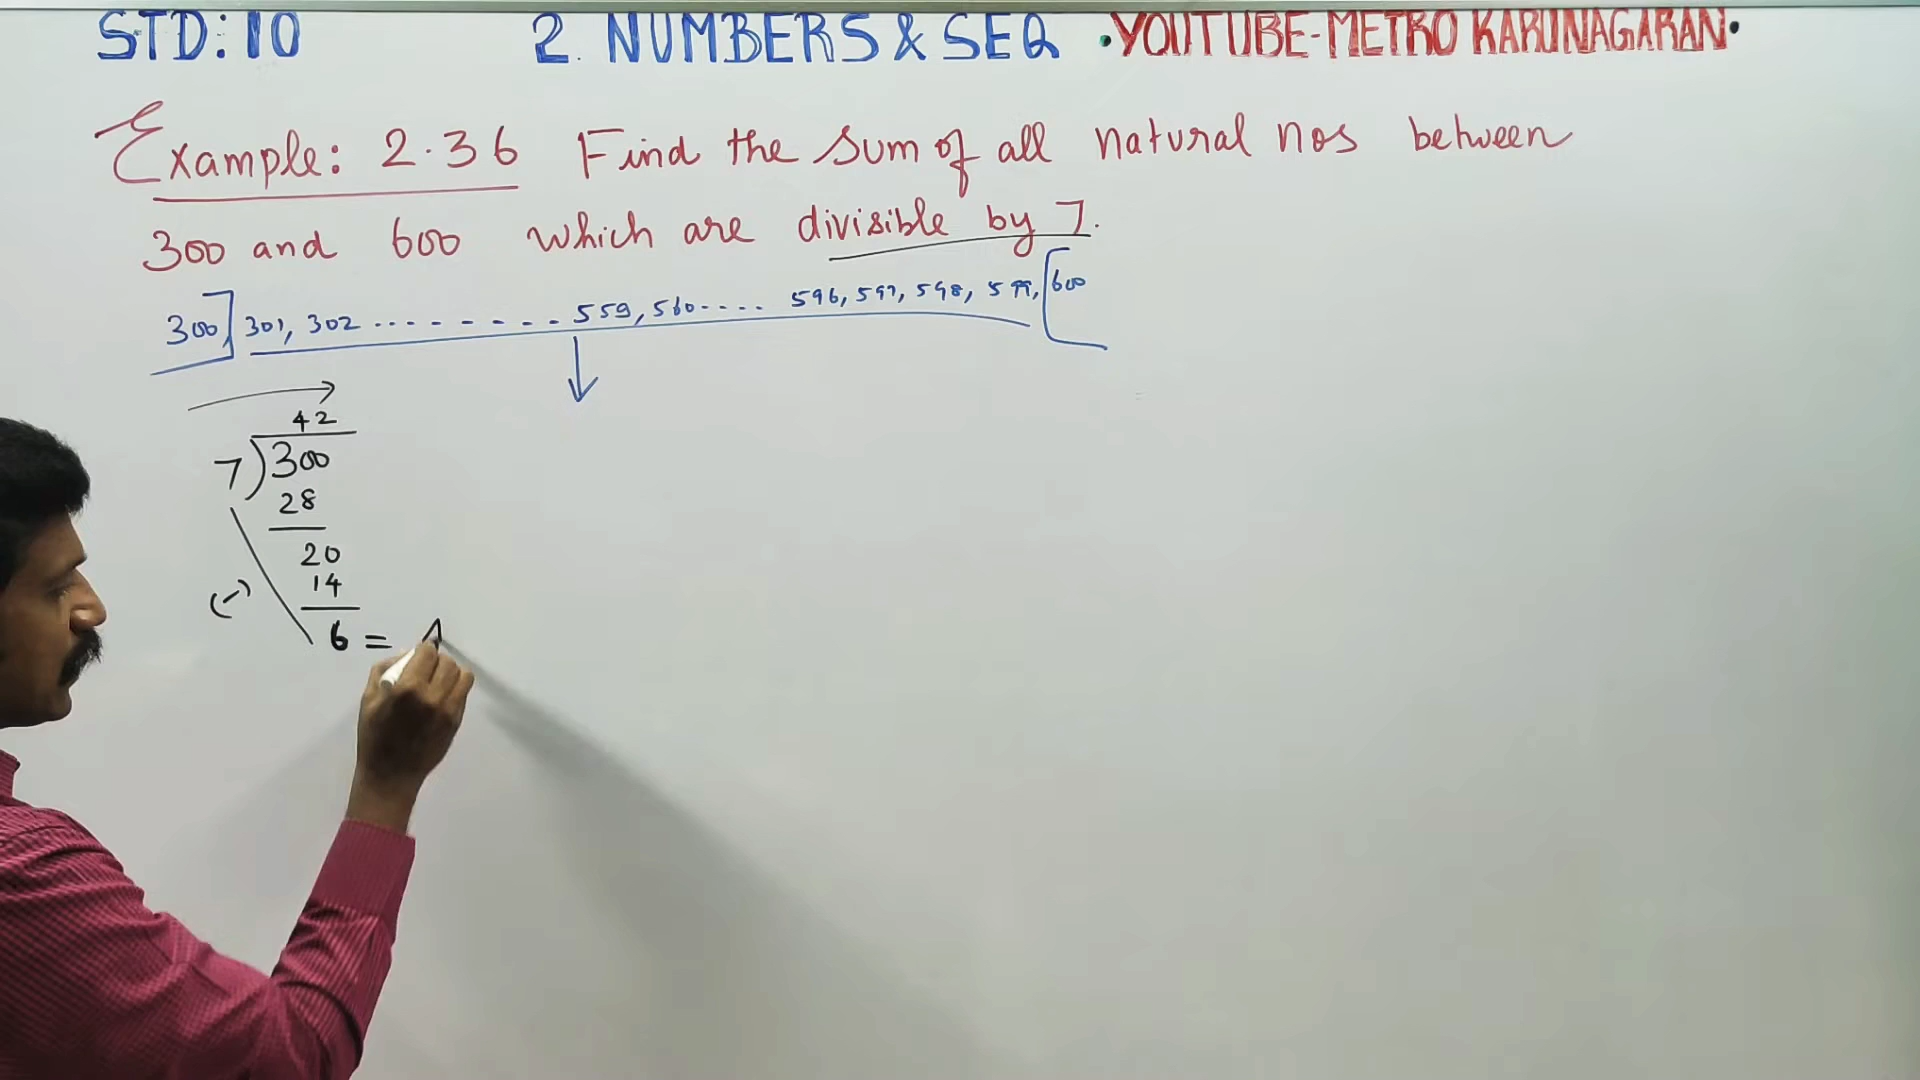 STD: 10 2. NUMBERS & SEQ • YOUTUBE-METRO KARUNAGARAN •
Example: 2.36 Find the sum of all natural nos between
300 and 600 which are divisible by 7.
300, 301, 302 ......... 559, 560.... 596, 597, 598, 599, 600
42
7)300
28
20
14
(-)
6 = A